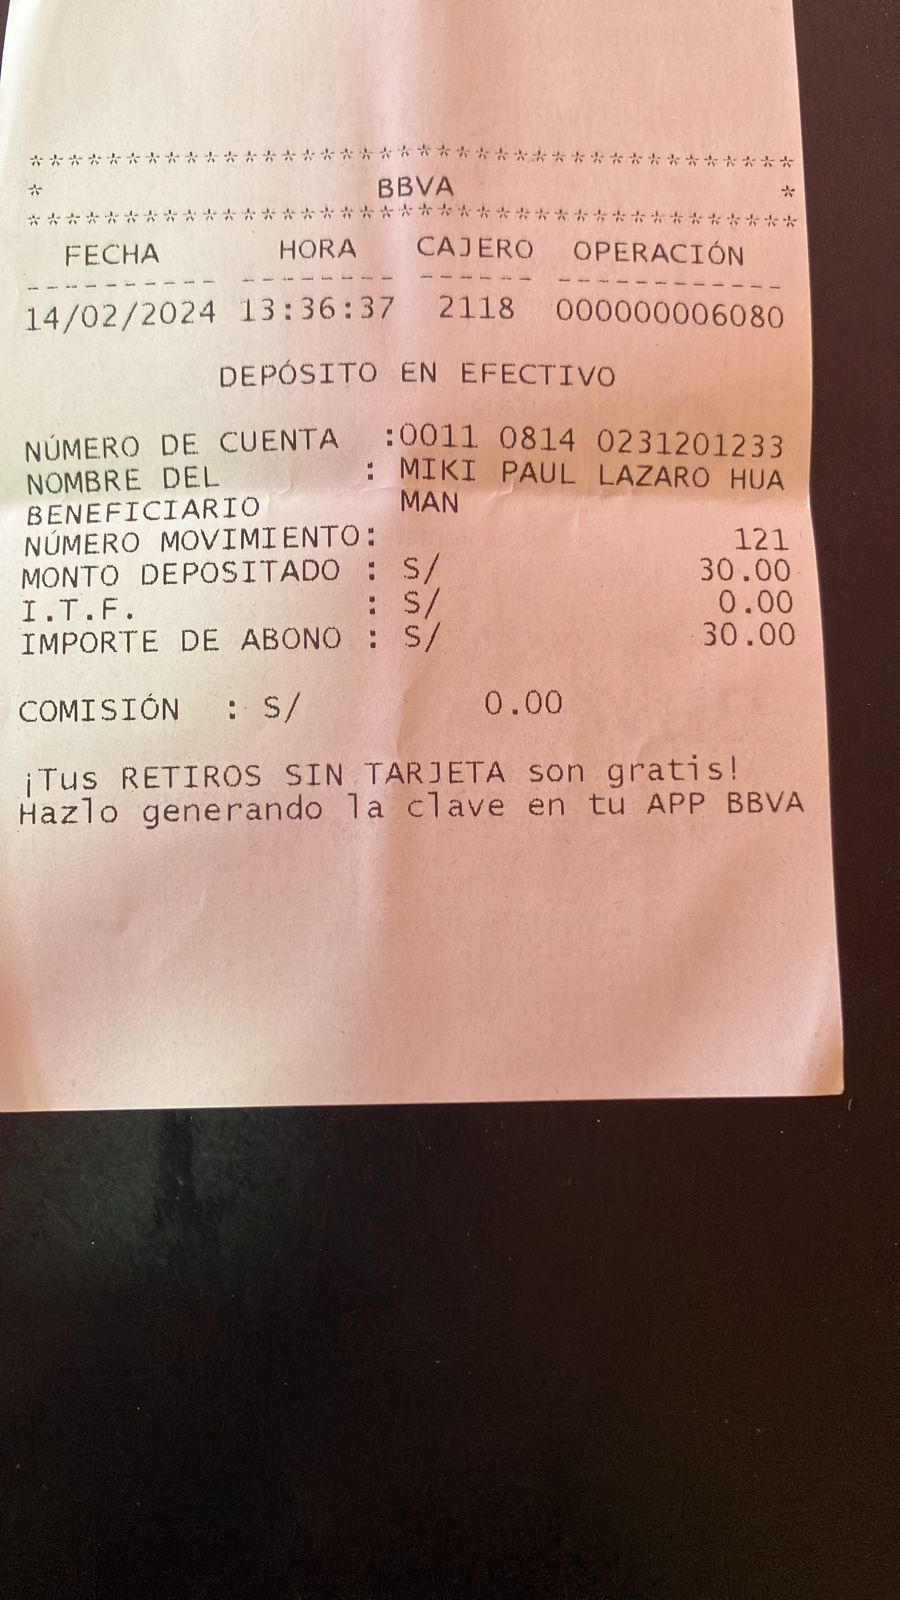 *****************************************
* BBVA *
*****************************************
FECHA HORA CAJERO OPERACIÓN
---------- -------- ------ ------------
14/02/2024 13:36:37 2118 000000006080
DEPÓSITO EN EFECTIVO
NÚMERO DE CUENTA :0011 0814 0231201233
NOMBRE DEL : MIKI PAUL LAZARO HUA
BENEFICIARIO MAN
NÚMERO MOVIMIENTO: 121
MONTO DEPOSITADO : S/ 30.00
I.T.F. : S/ 0.00
IMPORTE DE ABONO : S/ 30.00
COMISIÓN : S/ 0.00
¡Tus RETIROS SIN TARJETA son gratis!
Hazlo generando la clave en tu APP BBVA